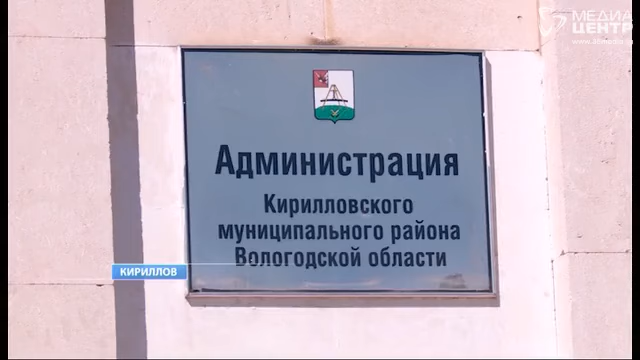 МЕДИА
ЦЕНТР
Администрация
Кирилловского
муниципального района
Вологодской области
КИРИЛЛОВ